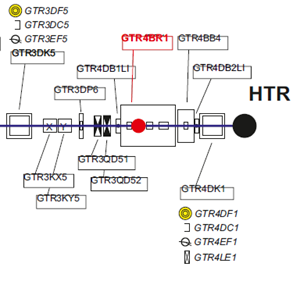 GTR3DF5
GTR3DC5
GTR3EF5
GTR3DK5
GTR4BR1
GTR4BB4
GTR4DB1LI
GTR4DB2LI
GTR3DP6
HTR
X Y
GTR3QD51
GTR3KX5
GTR3QD52
GTR3KY5
GTR4DK1
GTR4DF1
GTR4DC1
GTR4EF1
GTR4LE1